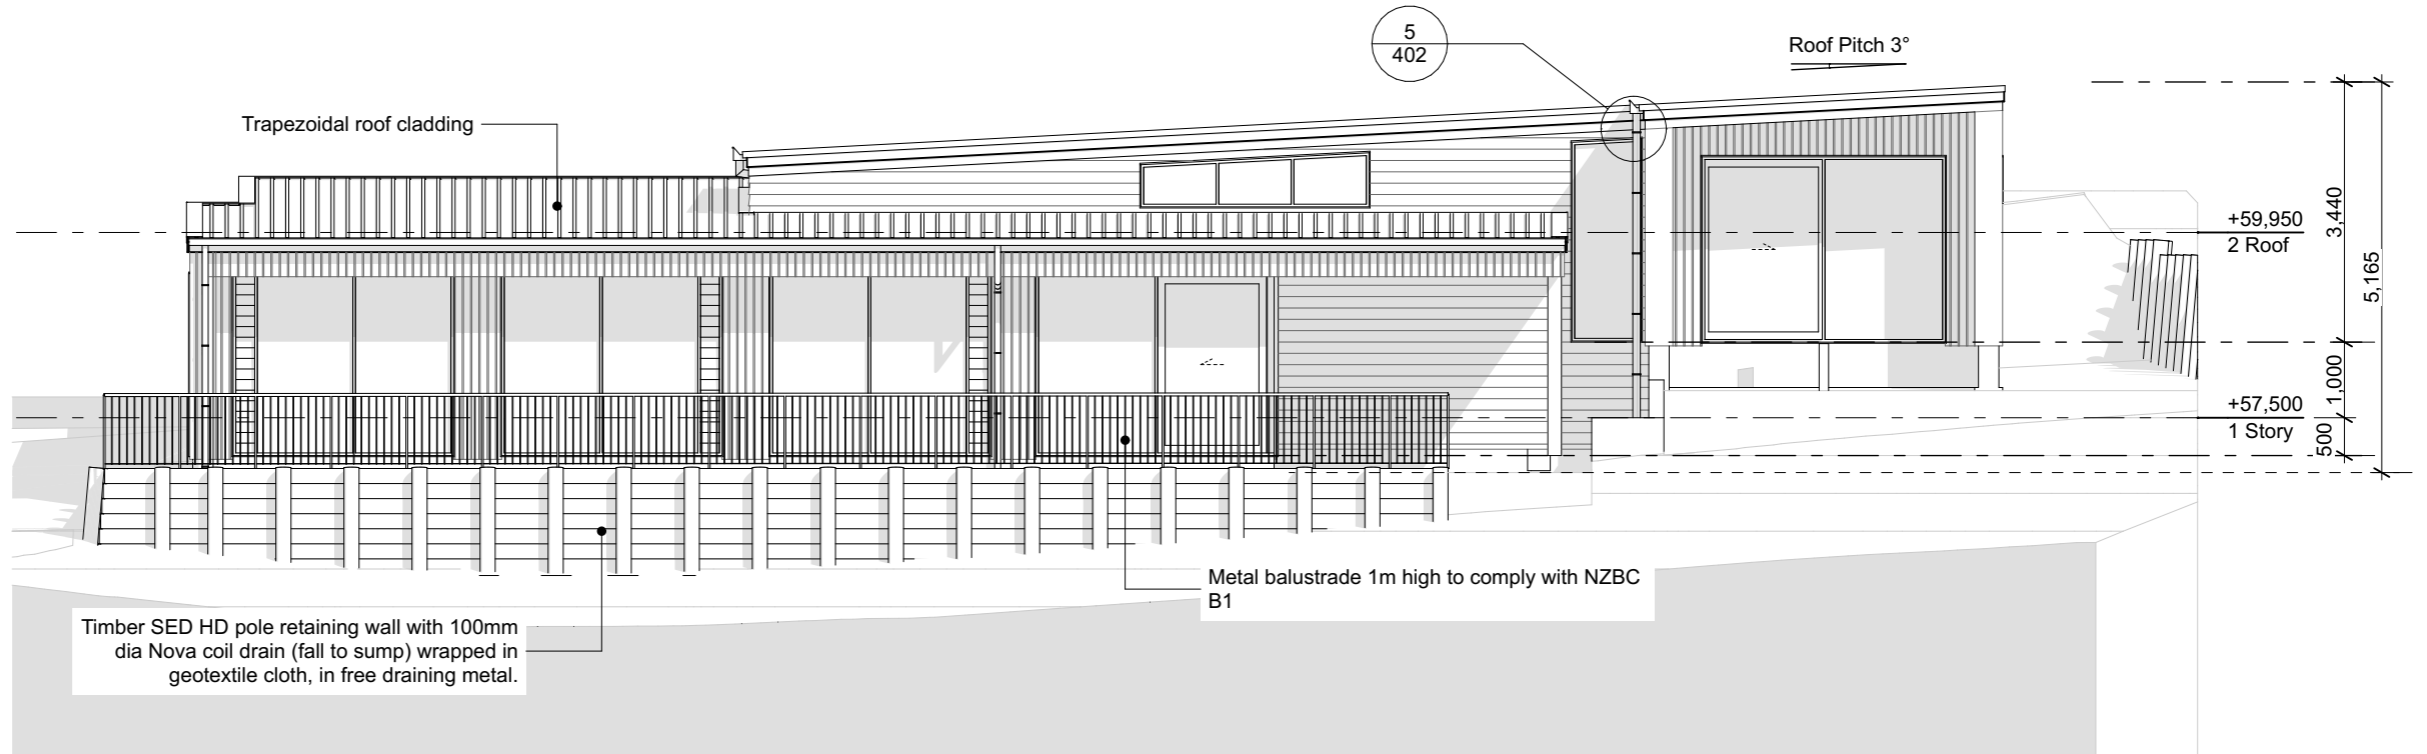 5
402
Roof Pitch 3°
Trapezoidal roof cladding
3,440
+59,950
2 Roof
5,165
1,000
+57,500
1 Story
500
Metal balustrade 1m high to comply with NZBC
B1
Timber SED HD pole retaining wall with 100mm
dia Nova coil drain (fall to sump) wrapped in
geotextile cloth, in free draining metal.